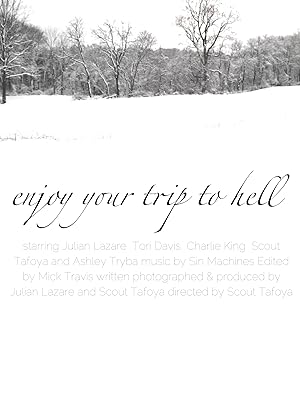 enjoy your trip to hell
starring Julian Lazare Tori Davis Charlie King Scout
Tafoya and Ashley Tryba music by Sin Machines Edited
by Mick Travis written photographed & produced by
Julian Lazare and Scout Tafoya directed by Scout Tafoya